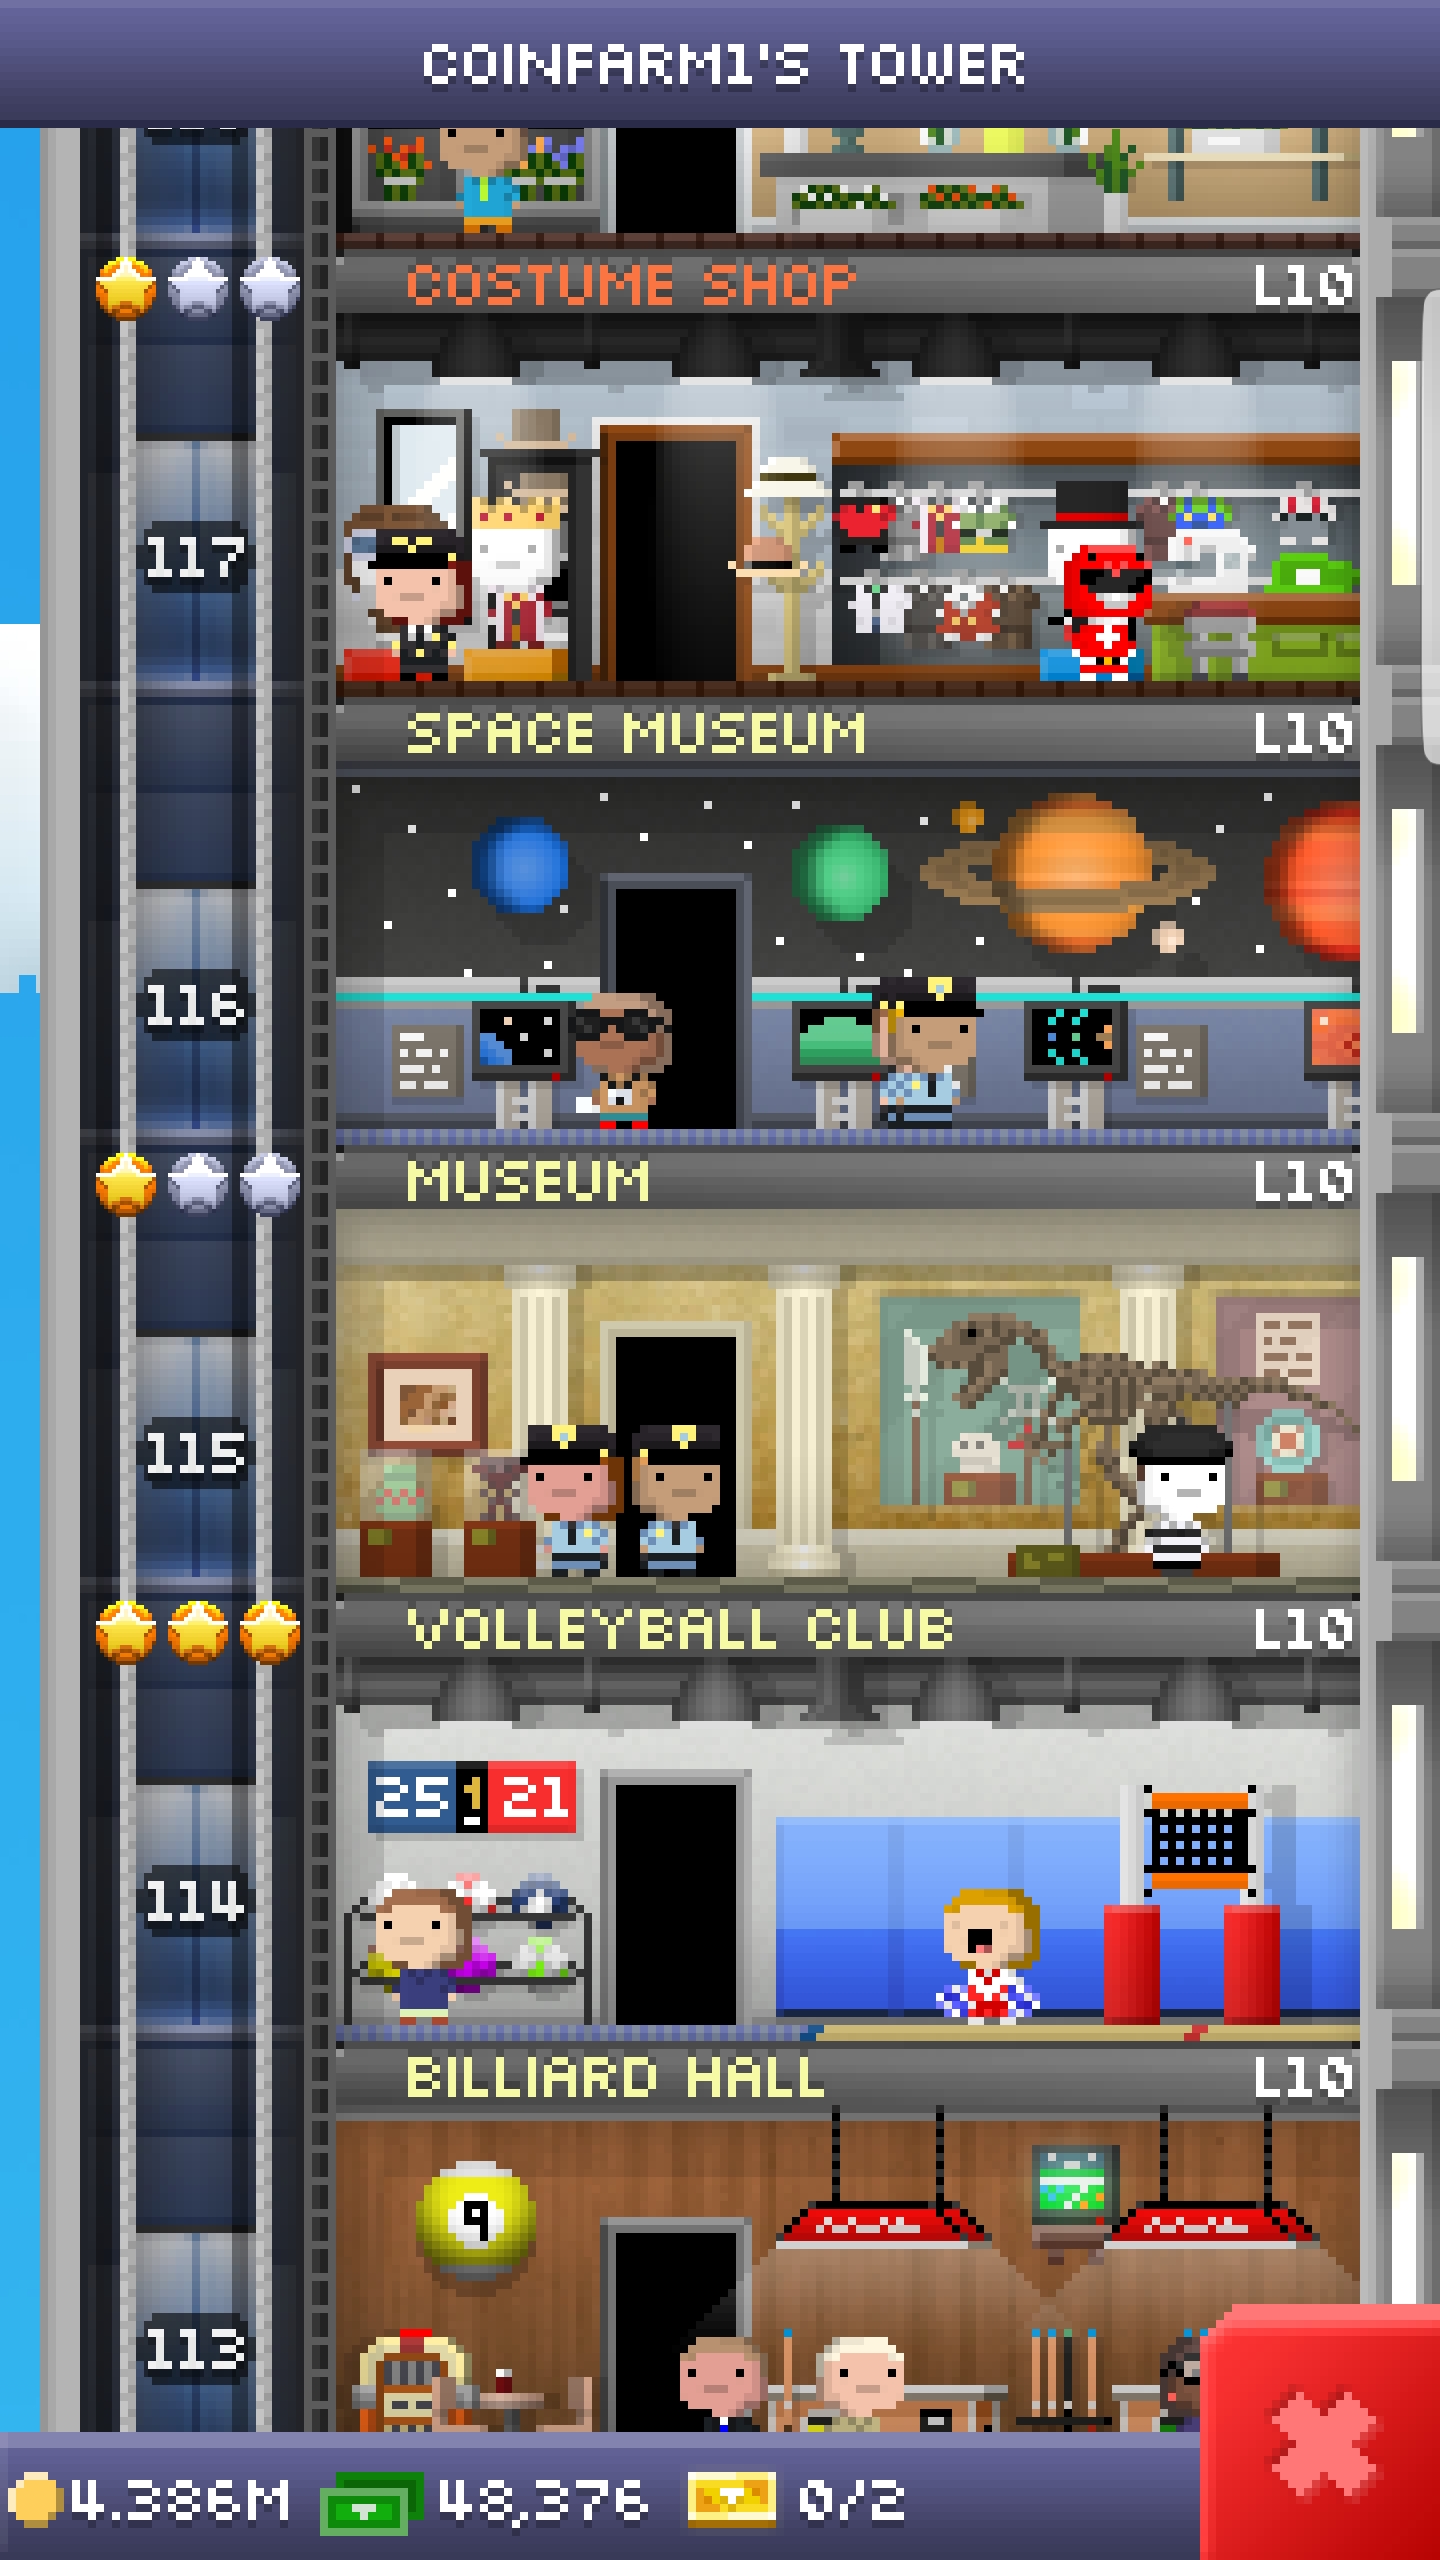 COINFARM1'S TOWER
COSTUME SHOP L10
117
SPACE MUSEUM L10
116
MUSEUM L10
115
VOLLEYBALL CLUB L10
25 1 21
114
BILLIARD HALL L10
9
113
4.386M 48,376 0/2